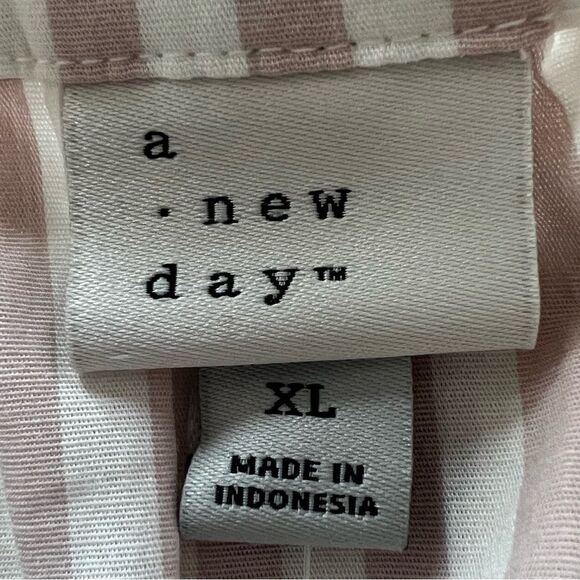 a
· new
day™
XL
MADE IN
INDONESIA